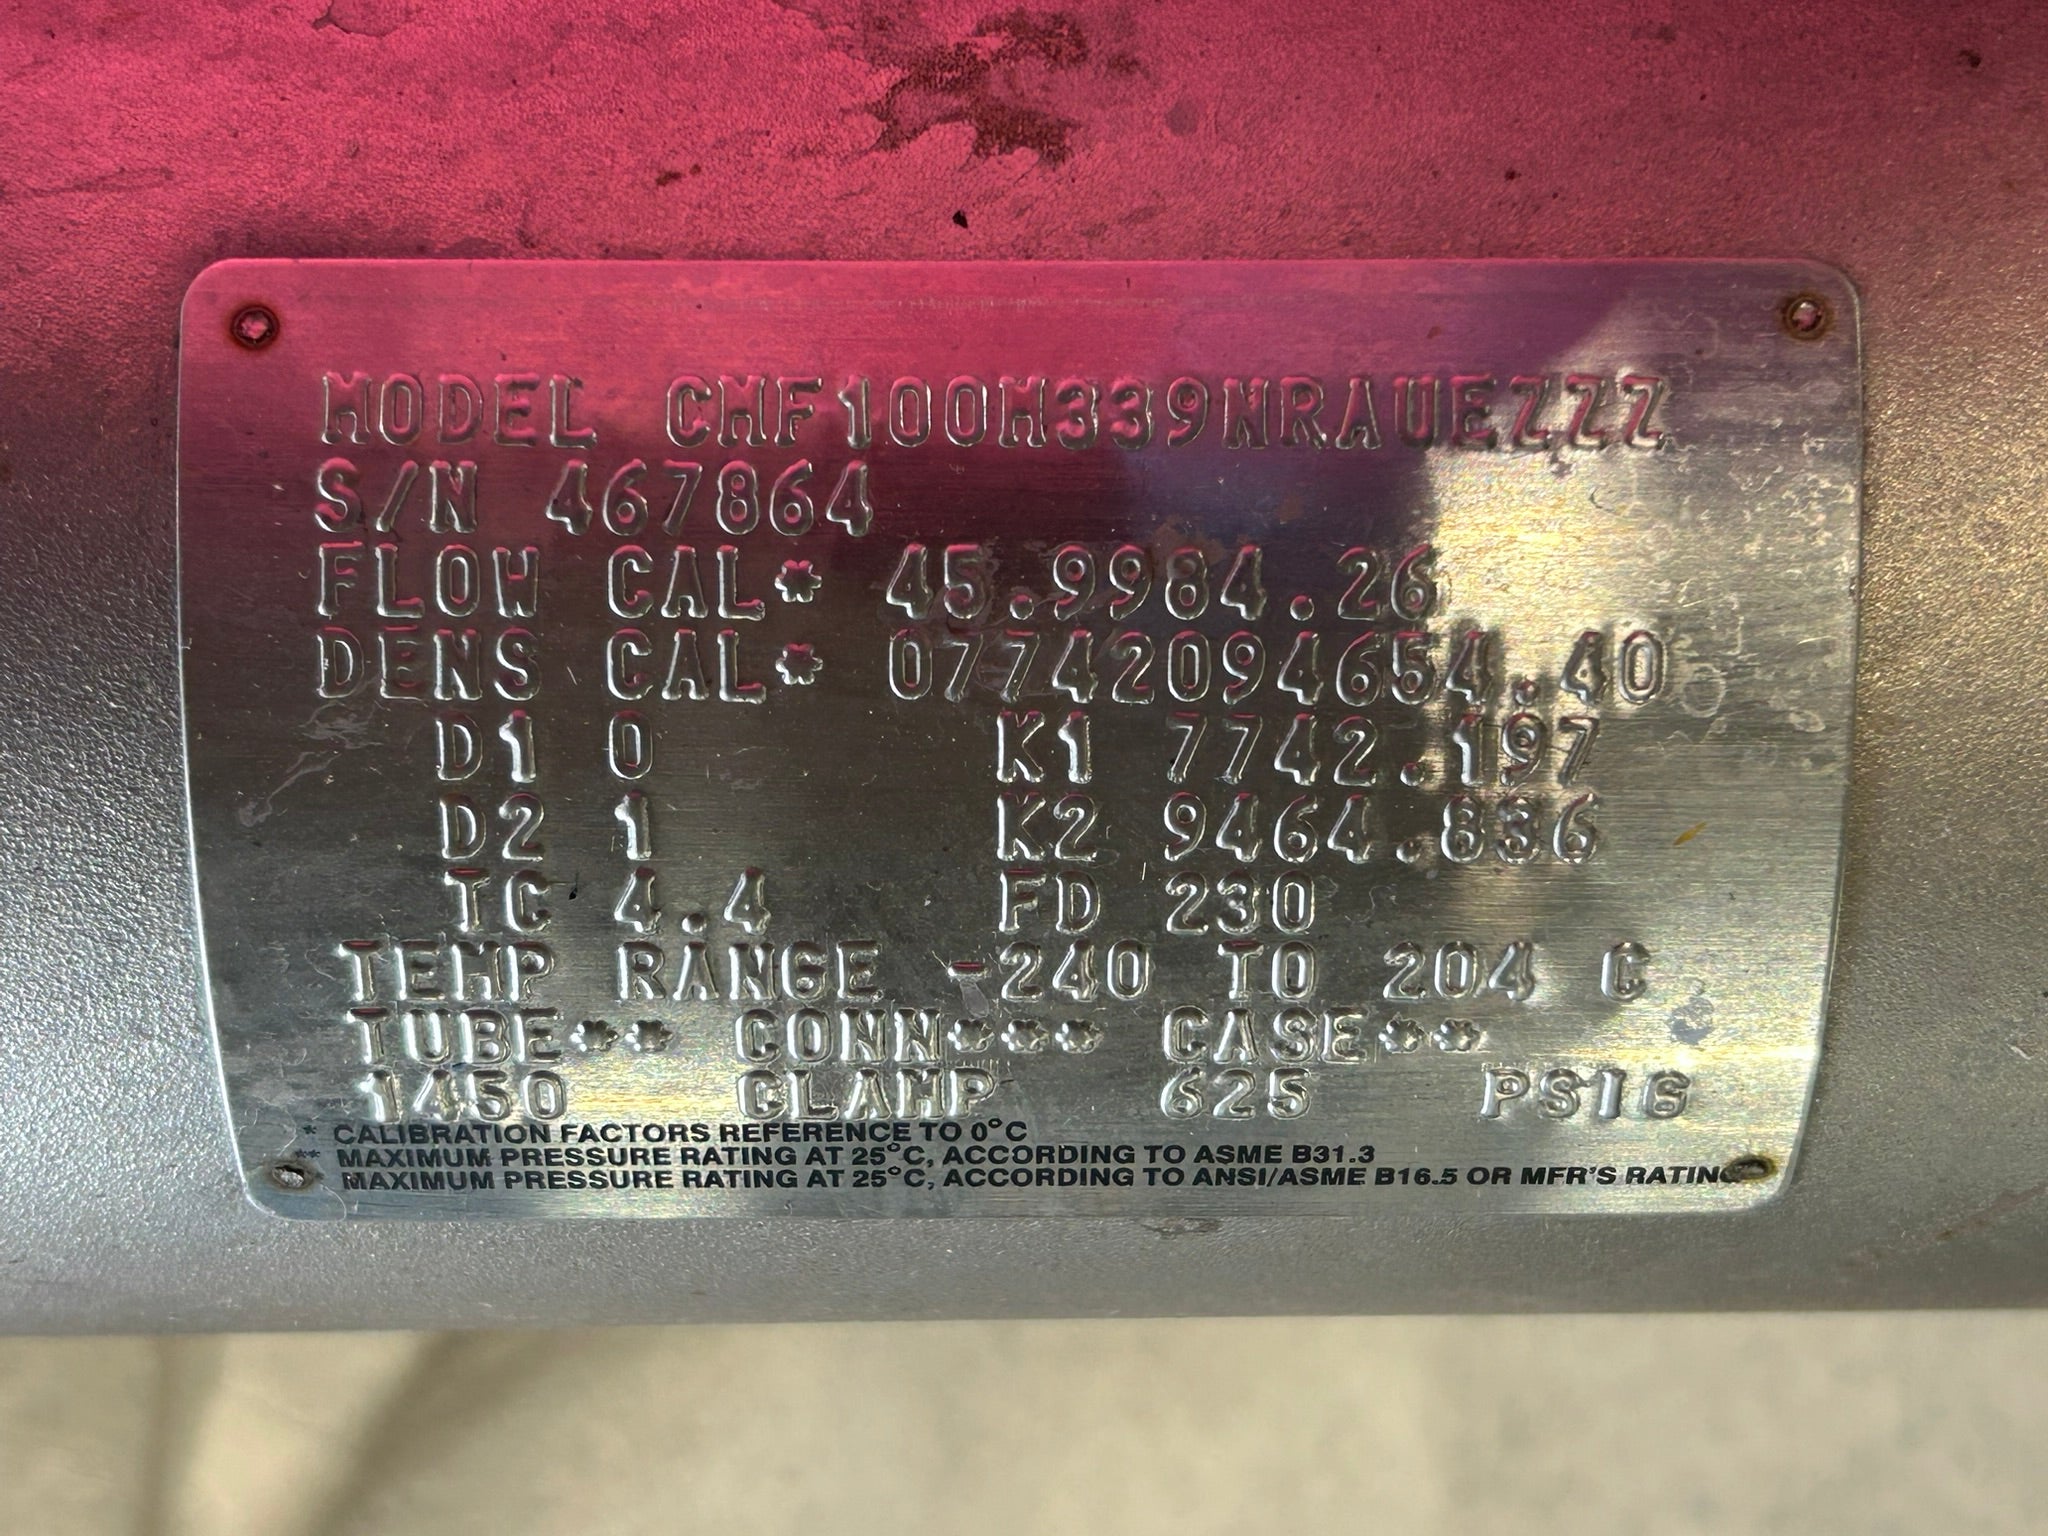 MODEL CMF100M339NRAUEZZZ
S/N 467864
FLOW CAL* 45.9984.26
DENS CAL* 07742094654.40
D1 0 K1 7742.197
D2 1 K2 9464.836
TC 4.4 FD 230
TEMP RANGE -240 TO 204 C
TUBE** CONN*** CASE**
1450 CLAMP 625 PSIG
* CALIBRATION FACTORS REFERENCE TO 0°C
** MAXIMUM PRESSURE RATING AT 25°C, ACCORDING TO ASME B31.3
* MAXIMUM PRESSURE RATING AT 25°C, ACCORDING TO ANSI/ASME B16.5 OR MFR'S RATING